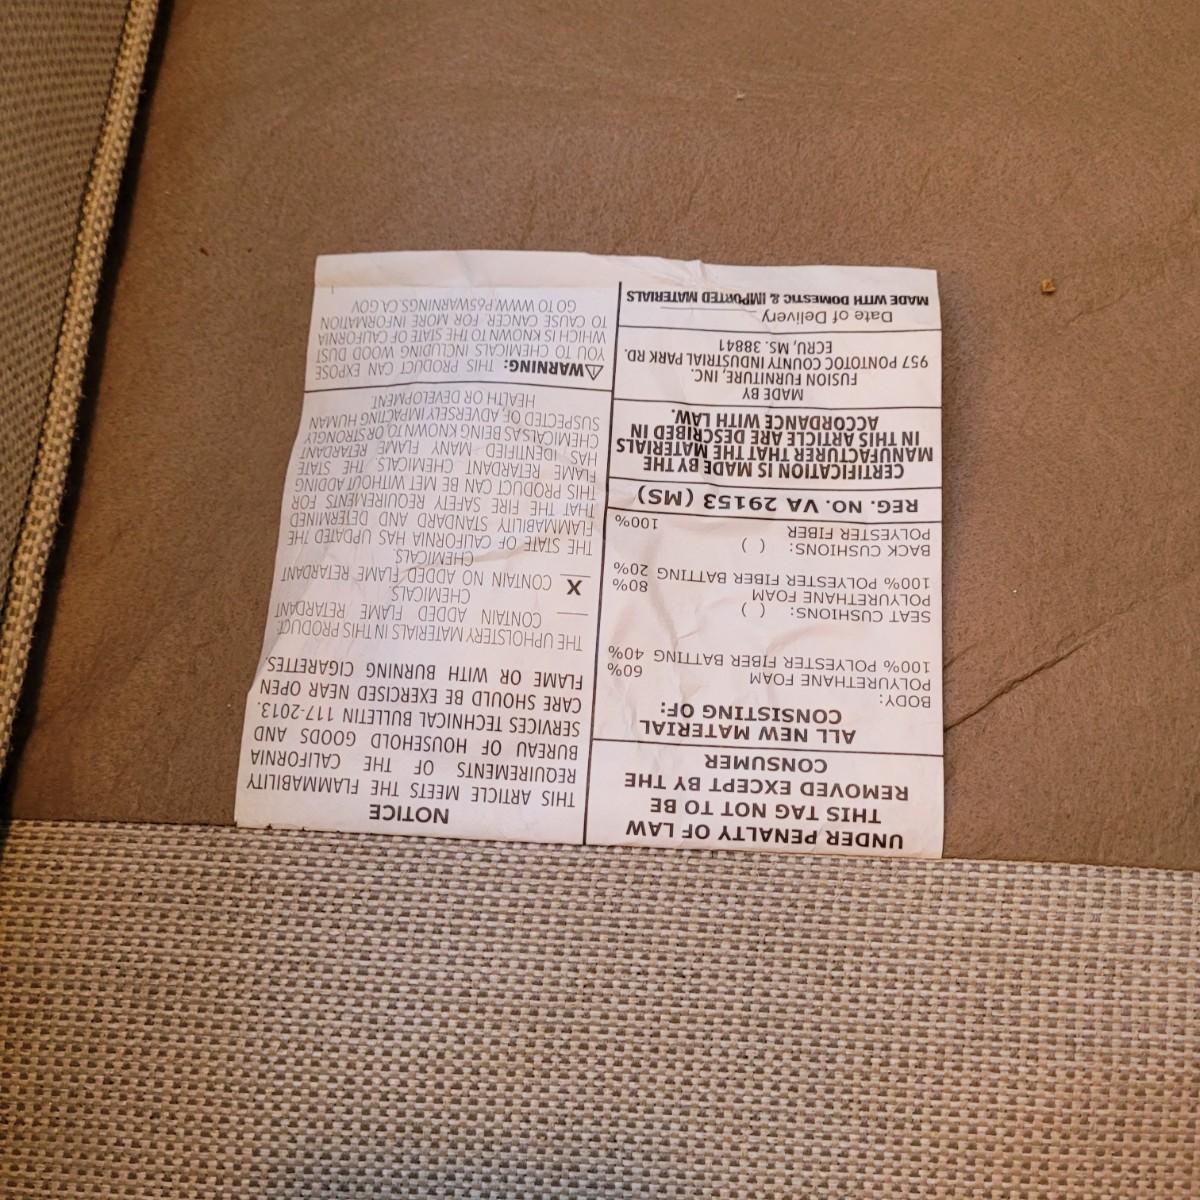 UNDER PENALTY OF LAW
THIS TAG NOT TO BE
REMOVED EXCEPT BY THE
CONSUMER
ALL NEW MATERIAL
CONSISTING OF:
BODY:
POLYURETHANE FOAM 60%
100% POLYESTER FIBER BATTING 40%
SEAT CUSHIONS: ( )
POLYURETHANE FOAM 80%
100% POLYESTER FIBER BATTING 20%
BACK CUSHIONS: ( )
POLYESTER FIBER 100%
REG. NO. VA 29153 (MS)
CERTIFICATION IS MADE BY THE
MANUFACTURER THAT THE MATERIALS
IN THIS ARTICLE ARE DESCRIBED IN
ACCORDANCE WITH LAW.
MADE BY
FUSION FURNITURE, INC.
957 PONTOTOC COUNTY INDUSTRIAL PARK RD.
ECRU, MS. 38841
Date of Delivery
MADE WITH DOMESTIC & IMPORTED MATERIALS
NOTICE
THIS ARTICLE MEETS THE FLAMMABILITY
REQUIREMENTS OF THE CALIFORNIA
BUREAU OF HOUSEHOLD GOODS AND
SERVICES TECHNICAL BULLETIN 117-2013.
CARE SHOULD BE EXERCISED NEAR OPEN
FLAME OR WITH BURNING CIGARETTES.
THE UPHOLSTERY MATERIALS IN THIS PRODUCT:
__ CONTAIN ADDED FLAME RETARDANT
CHEMICALS
X CONTAIN NO ADDED FLAME RETARDANT
CHEMICALS
THE STATE OF CALIFORNIA HAS UPDATED THE
FLAMMABILITY STANDARD AND DETERMINED
THAT THE FIRE SAFETY REQUIREMENTS FOR
THIS PRODUCT CAN BE MET WITHOUT ADDING
FLAME RETARDANT CHEMICALS. THE STATE
HAS IDENTIFIED MANY FLAME RETARDANT
CHEMICALS AS BEING KNOWN TO, OR STRONGLY
SUSPECTED OF, ADVERSELY IMPACTING HUMAN
HEALTH OR DEVELOPMENT.
⚠WARNING: THIS PRODUCT CAN EXPOSE
YOU TO CHEMICALS INCLUDING WOOD DUST
WHICH IS KNOWN TO THE STATE OF CALIFORNIA
TO CAUSE CANCER. FOR MORE INFORMATION
GO TO WWW.P65WARNINGS.CA.GOV